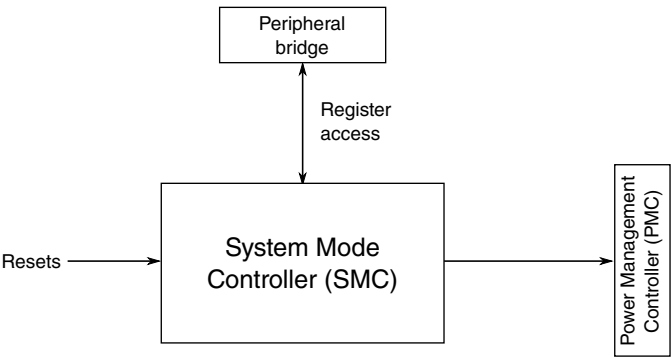 Peripheral
bridge
Register
access
System Mode
Controller (SMC)
Resets
Power Management
Controller (PMC)